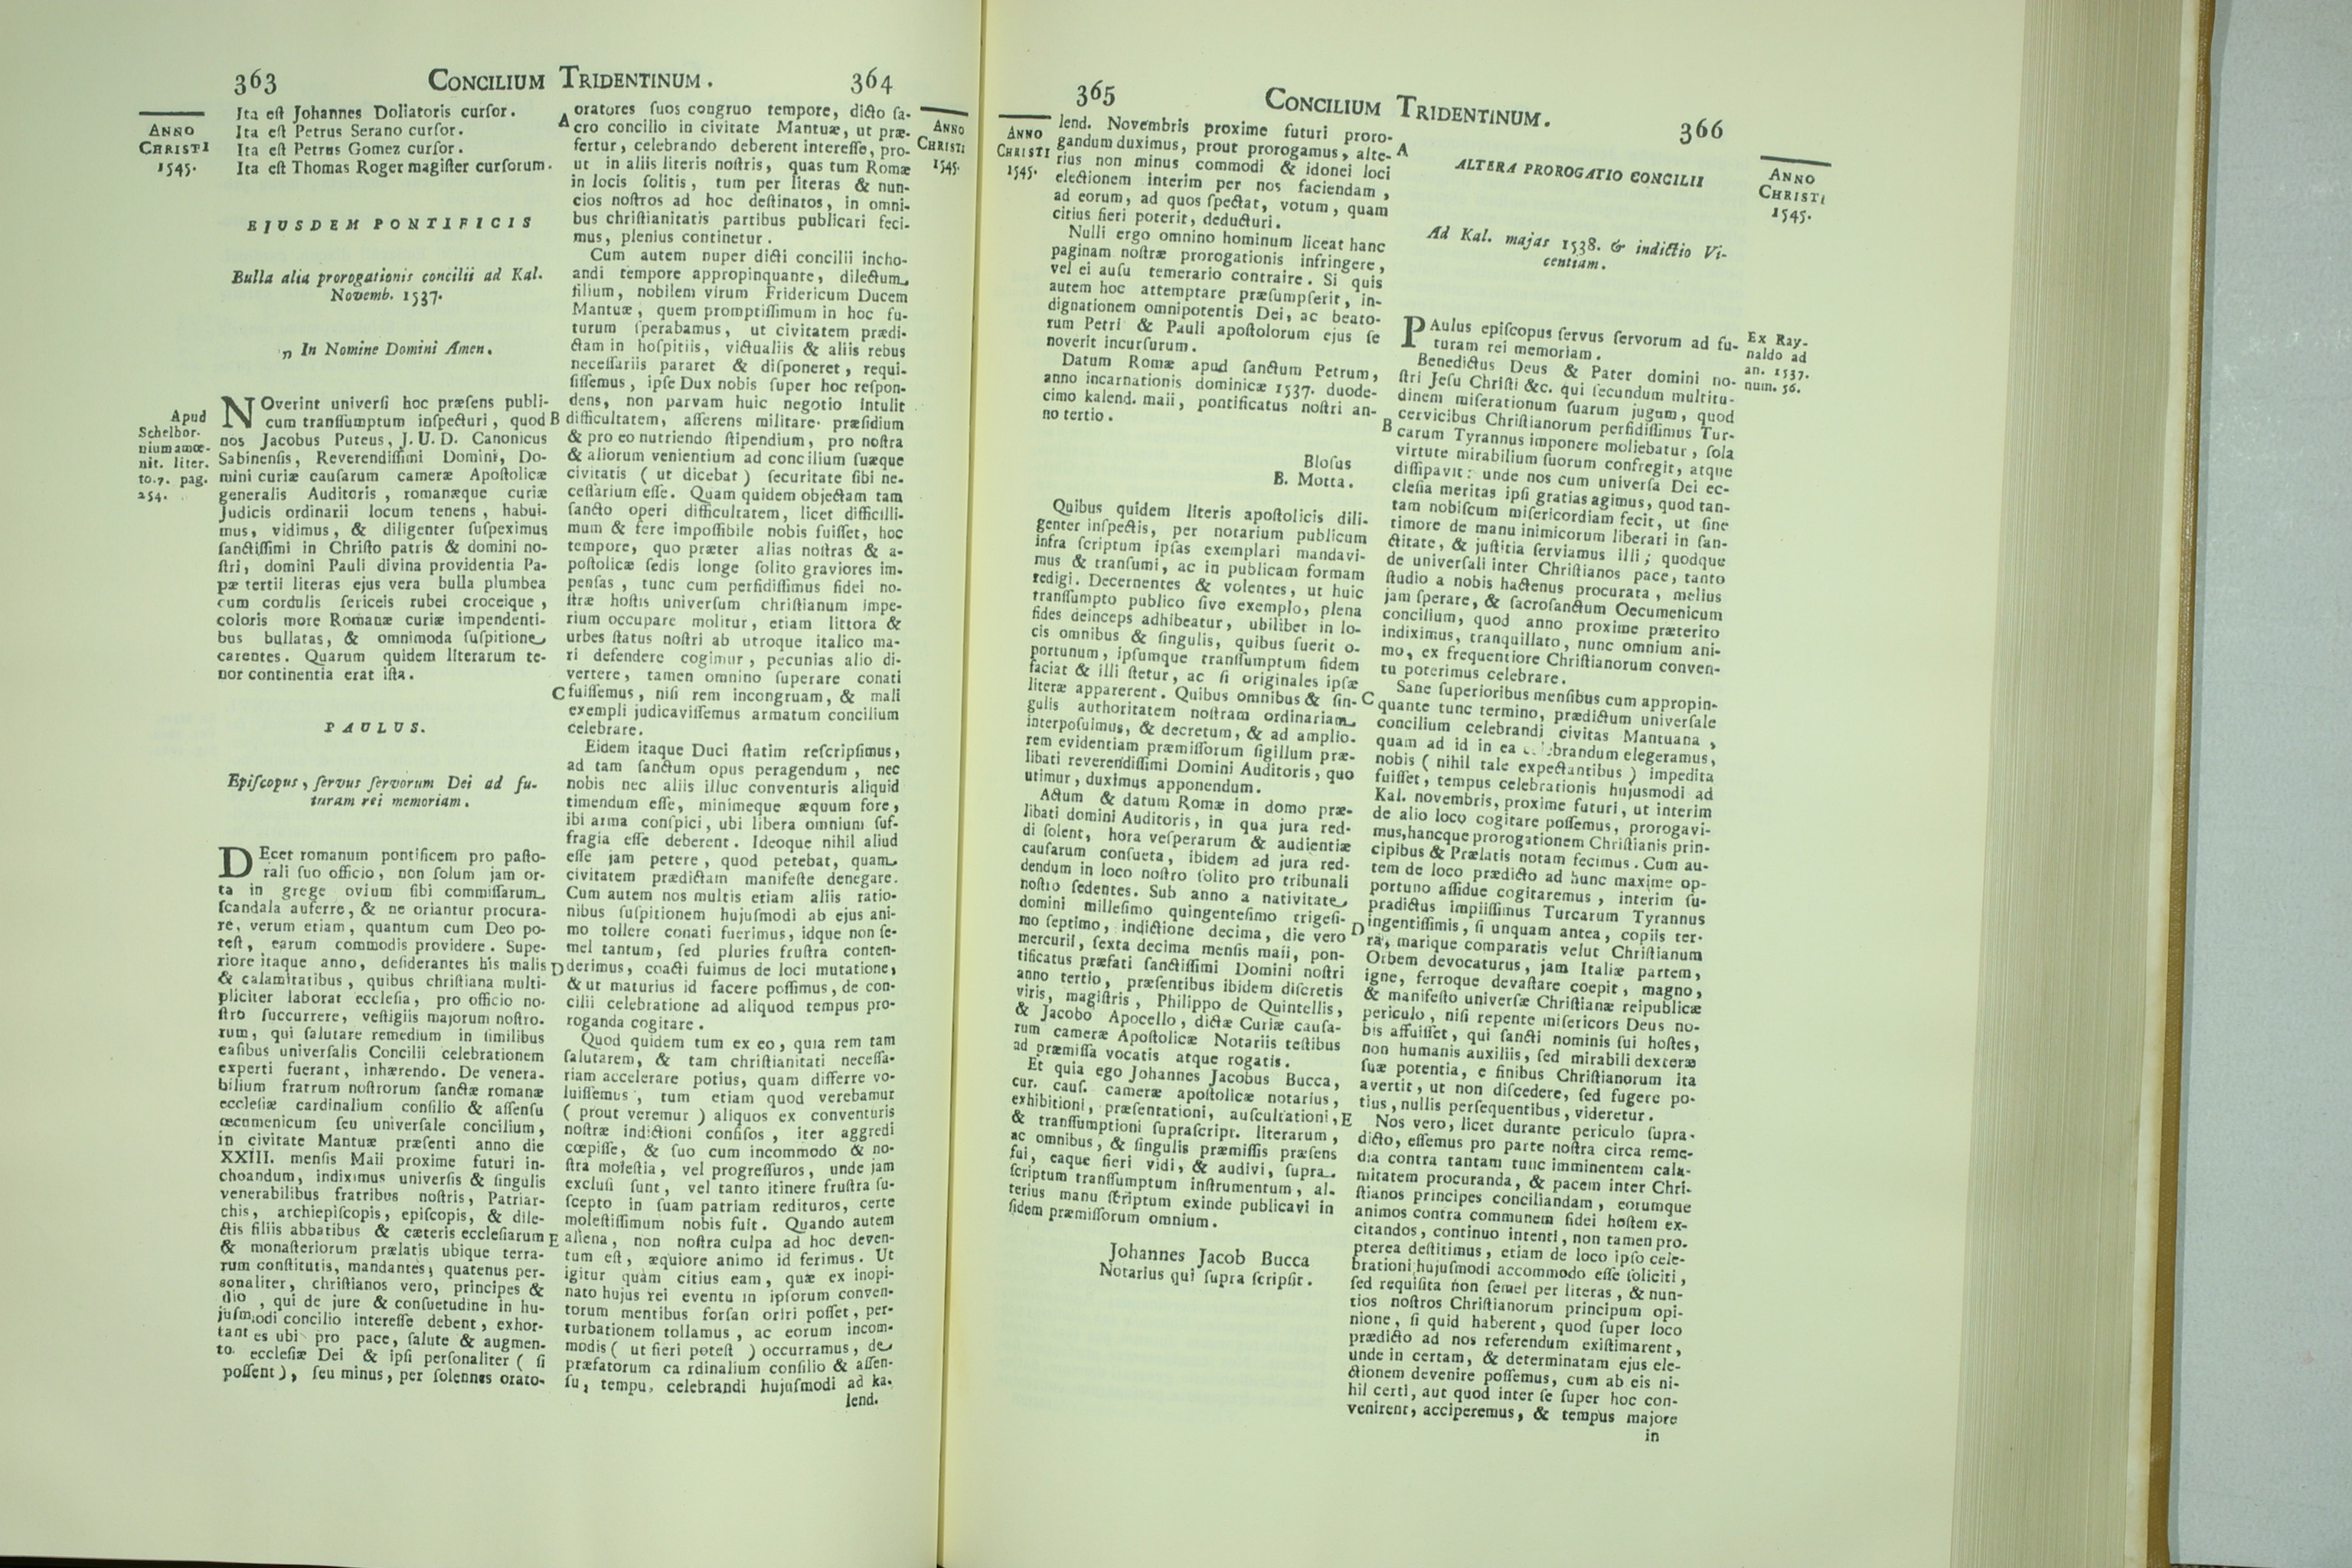 363 CONCILIUM TRIDENTINUM. 364
ANNO
CHRISTI
1545.
Ita eſt Johannes Doliatoris curſor.
Ita eſt Petrus Serano curſor.
Ita eſt Petrus Gomez curſor.
Ita eſt Thomas Roger magiſter curſorum.
EJUSDEM PONTIFICIS
Bulla alia prorogationis concilii ad Kal.
Novemb. 1537.
„ In Nomine Domini Amen.
Apud
Schelbor-
nium amœ-
nit. liter.
to. 7. pag.
254.
NOverint univerſi hoc præſens publi-
cum tranſſumptum inſpecturi, quod
nos Jacobus Puteus, J. U. D. Canonicus
Sabinenſis, Reverendiſſimi Domini, Do-
mini curiæ cauſarum cameræ Apoſtolicæ
generalis Auditoris, romanæque curiæ
Judicis ordinarii locum tenens, habui-
mus, vidimus, & diligenter ſuſpeximus
ſanctiſſimi in Chriſto patris & domini no-
ſtri, domini Pauli divina providentia Pa-
pæ tertii literas ejus vera bulla plumbea
cum cordulis ſericeis rubei croceique,
coloris more Romanæ curiæ impendenti-
bus bullatas, & omnimoda ſuſpitione
carentes. Quarum quidem literarum te-
nor continentia erat iſta.
PAULUS.
Epiſcopus, ſervus ſervorum Dei ad fu-
turam rei memoriam.
DEcet romanum pontificem pro paſto-
rali ſuo officio, non ſolum jam or-
ta in grege ovium ſibi commiſſarum
ſcandala auferre, & ne oriantur procura-
re, verum etiam, quantum cum Deo po-
teſt, earum commodis providere. Supe-
riore itaque anno, deſiderantes his malis
& calamitatibus, quibus chriſtiana multi-
pliciter laborat eccleſia, pro officio no-
ſtro ſuccurrere, veſtigiis majorum noſtro-
rum, qui ſalutare remedium in ſimilibus
caſibus univerſalis Concilii celebrationem
experti fuerant, inhærendo. De venera-
bilium fratrum noſtrorum ſanctæ romanæ
eccleſiæ cardinalium conſilio & aſſenſu
œcumenicum ſeu univerſale concilium,
in civitate Mantuæ præſenti anno die
XXIII. menſis Maii proxime futuri in-
choandum, indiximus univerſis & ſingulis
venerabilibus fratribus noſtris, Patriar-
chis, archiepiſcopis, epiſcopis, & dile-
ctis filiis abbatibus & cæteris eccleſiarum
& monaſteriorum prælatis ubique terra-
rum conſtitutis, mandantes, quatenus per-
sonaliter, chriſtianos vero, principes &
dio, qui de jure & conſuetudine in hu-
juſmodi concilio intereſſe debent, exhor-
tantes ubi pro pace, ſalute & augmen-
to eccleſiæ Dei & ipſi perſonaliter ( ſi
poſſent ), ſeu minus, per ſolennes orato-
A
B
C
D
E
oratores ſuos congruo tempore, dicto ſa-
cro concilio in civitate Mantuæ, ut præ-
fertur, celebrando deberent intereſſe, pro-
ut in aliis literis noſtris, quas tum Romæ
in locis ſolitis, tum per literas & nun-
cios noſtros ad hoc deſtinatos, in omni-
bus chriſtianitatis partibus publicari feci-
mus, plenius continetur.
Cum autem nuper dicti concilii incho-
andi tempore appropinquante, dilectum
filium, nobilem virum Fridericum Ducem
Mantuæ, quem promptiſſimum in hoc fu-
turum ſperabamus, ut civitatem prædi-
ctam in hoſpitiis, victualiis & aliis rebus
neceſſariis pararet & diſponeret, requi-
ſiſſemus, ipſe Dux nobis ſuper hoc reſpon-
dens, non parvam huic negotio intulit
difficultatem, aſſerens militare præſidium
& pro eo nutriendo ſtipendium, pro noſtra
& aliorum venientium ad concilium ſuæque
civitatis ( ut dicebat ) ſecuritate ſibi ne-
ceſſarium eſſe. Quam quidem objectam tam
ſancto operi difficultatem, licet difficilli-
mum & fere impoſſibile nobis fuiſſet, hoc
tempore, quo præter alias noſtras & a-
poſtolicæ ſedis longe ſolito graviores im-
penſas, tunc cum perfidiſſimus fidei no-
ſtræ hoſtis univerſum chriſtianum impe-
rium occupare molitur, etiam littora &
urbes ſtatus noſtri ab utroque italico ma-
ri defendere cogimur, pecunias alio di-
vertere, tamen omnino ſuperare conati
fuiſſemus, niſi rem incongruam, & mali
exempli judicaviſſemus armatum concilium
celebrare.
Eidem itaque Duci ſtatim reſcripſimus,
ad tam ſanctum opus peragendum, nec
nobis nec aliis illuc conventuris aliquid
timendum eſſe, minimeque æquum fore,
ibi arma conſpici, ubi libera omnium ſuf-
fragia eſſe deberent. Ideoque nihil aliud
eſſe jam petere, quod petebat, quam
civitatem prædictam manifeſte denegare.
Cum autem nos multis etiam aliis ratio-
nibus ſuſpitionem hujuſmodi ab ejus ani-
mo tollere conati fuerimus, idque non ſe-
mel tantum, ſed pluries fruſtra conten-
derimus, coacti fuimus de loci mutatione,
& ut maturius id facere poſſimus, de con-
cilii celebratione ad aliquod tempus pro-
roganda cogitare.
Quod quidem tum ex eo, quia rem tam
ſalutarem, & tam chriſtianitati neceſſa-
riam accelerare potius, quam differre vo-
luiſſemus, tum etiam quod verebamur
( prout veremur ) aliquos ex conventuris
noſtræ indictioni confiſos, iter aggredi
cœpiſſe, & ſuo cum incommodo & no-
ſtra moleſtia, vel progreſſuros, unde jam
excluſi ſunt, vel tanto itinere fruſtra ſu-
ſcepto in ſuam patriam redituros, certe
moleſtiſſimum nobis fuit. Quando autem
aliena, non noſtra culpa ad hoc deven-
tum eſt, æquiore animo id ferimus. Ut
igitur quam citius eam, quæ ex inopi-
nato hujus rei eventu in ipſorum conven-
torum mentibus forſan oriri poſſet, per-
turbationem tollamus, ac eorum incom-
modis ( ut fieri poteſt ) occurramus, de
præfatorum cardinalium conſilio & aſſen-
ſu, tempu, celebrandi hujuſmodi ad ka-
lend.
ANNO
CHRISTI
1545.
365 CONCILIUM TRIDENTINUM. 366
ANNO
CHRISTI
1545.
lend. Novembris proxime futuri proro-
gandum duximus, prout prorogamus, alte-
rius non minus commodi & idonei loci
electionem interim per nos faciendam,
ad eorum, ad quos ſpectat, votum, quam
citius fieri poterit, deducturi.
Nulli ergo omnino hominum liceat hanc
paginam noſtræ prorogationis infringere,
vel ei auſu temerario contraire. Si quis
autem hoc attemptare præſumpſerit, in-
dignationem omnipotentis Dei, ac beato-
rum Petri & Pauli apoſtolorum ejus ſe
noverit incurſurum.
Datum Romæ apud ſanctum Petrum,
anno incarnationis dominicæ 1537. duode-
cimo kalend. maii, pontificatus noſtri an-
no tertio.
Bloſus
B. Motta.
Quibus quidem literis apoſtolicis dili-
genter inſpectis, per notarium publicum
infra ſcriptum ipſas exemplari mandavi-
mus & tranſumi, ac in publicam formam
redigi. Decernentes & volentes, ut huic
tranſſumpto publico ſive exemplo, plena
fides deinceps adhibeatur, ubilibet in lo-
cis omnibus & ſingulis, quibus fuerit o-
portunum, ipſumque tranſſumptum fidem
faciat & illi ſtetur, ac ſi originales ipſæ
literæ apparerent. Quibus omnibus & ſin-
gulis authoritatem noſtram ordinariam
interpoſuimus, & decretum, & ad amplio-
rem evidentiam præmiſſorum ſigillum præ-
libati reverendiſſimi Domini Auditoris, quo
utimur, duximus apponendum.
Actum & datum Romæ in domo præ-
libati domini Auditoris, in qua jura red-
di ſolent, hora veſperarum & audientiæ
cauſarum conſueta, ibidem ad jura red-
dendum in loco noſtro ſolito pro tribunali
noſtro ſedentes. Sub anno a nativitate
domini milleſimo quingenteſimo trigeſi-
mo ſeptimo, indictione decima, die vero
mercurii, ſexta decima menſis maii, pon-
tificatus præfati ſanctiſſimi Domini noſtri
anno tertio, præſentibus ibidem diſcretis
viris, magiſtris, Philippo de Quintellis,
& Jacobo Apocello, dictæ Curiæ cauſa-
rum cameræ Apoſtolicæ Notariis teſtibus
ad præmiſſa vocatis atque rogatis.
Et quia ego Johannes Jacobus Bucca,
cur. cauſ. cameræ apoſtolicæ notarius,
exhibitioni, præſentationi, auſcultationi,
& tranſſumptioni ſupraſcript. literarum,
ac omnibus, & ſingulis præmiſſis præſens
fui, eaque fieri vidi, & audivi, ſupra-
ſcriptum tranſſumptum inſtrumentum, al-
terius manu ſcriptum exinde publicavi in
fidem præmiſſorum omnium.
Johannes Jacob Bucca
Notarius qui ſupra ſcripſit.
A
B
C
D
E
ALTERA PROROGATIO CONCILII
Ad Kal. majas 1538. & indictio Vi-
centiam.
PAulus epiſcopus ſervus ſervorum ad fu-
turam rei memoriam.
Benedictus Deus & Pater domini no-
ſtri Jeſu Chriſti &c. qui ſecundum multitu-
dinem miſerationum ſuarum jugum, quod
cervicibus Chriſtianorum perfidiſſimus Tur-
carum Tyrannus imponere moliebatur, ſola
virtute mirabilium ſuorum confregit, atque
diſſipavit: unde nos cum univerſa Dei ec-
cleſia meritas ipſi gratias agimus, quod tan-
tam nobiſcum miſericordiam fecit, ut ſine
timore de manu inimicorum liberati in ſan-
ctitate, & juſtitia ſerviamus illi; quodque
de univerſali inter Chriſtianos pace, tanto
ſtudio a nobis hactenus procurata, melius
jam ſperare, & ſacroſanctum Oecumenicum
concilium, quod anno proxime præterito
indiximus, tranquillato, nunc omnium ani-
mo, ex frequentiore Chriſtianorum conven-
tu poterimus celebrare.
Sane ſuperioribus menſibus cum appropin-
quante tunc termino, prædictum univerſale
concilium celebrandi civitas Mantuana,
quam ad id in ea brandum elegeramus,
nobis ( nihil tale expectantibus ) impedita
fuiſſet, tempus celebrationis hujusmodi ad
Kal. novembris, proxime futuri, ut interim
de alio loco cogitare poſſemus, prorogavi-
mus, hancque prorogationem Chriſtianis prin-
cipibus & Prælatis notam fecimus. Cum au-
tem de loco prædicto ad hunc maxime op-
portuno aſſidue cogitaremus, interim ſu-
pradictus impiiſſimus Turcarum Tyrannus
ingentiſſimis, ſi unquam antea, copiis ter-
ra, marique comparatis velut Chriſtianum
Orbem devocaturus, jam Italiæ partem,
igne, ferroque devaſtare coepit, magno,
& manifeſto univerſæ Chriſtianæ reipublicæ
periculo, niſi repente miſericors Deus no-
bis affuiſſet, qui ſancti nominis ſui hoſtes,
non humanis auxiliis, ſed mirabili dexteræ
ſuæ potentia, e finibus Chriſtianorum ita
avertit, ut non diſcedere, ſed fugere po-
tius, nullis perſequentibus, videretur.
Nos vero, licet durante periculo ſupra-
dicto, eſſemus pro parte noſtra circa reme-
dia contra tantam tunc imminentem cala-
mitatem procuranda, & pacem inter Chri-
ſtianos principes conciliandam, eorumque
animos contra communem fidei hoſtem ex-
citandos, continuo intenti, non tamen pro-
pterea deſtitimus, etiam de loco ipſo cele-
brationi hujuſmodi accommodo eſſe ſoliciti,
ſed requiſita non ſemel per literas, & nun-
tios noſtros Chriſtianorum principum opi-
nione, ſi quid haberent, quod ſuper loco
prædicto ad nos referendum exiſtimarent,
unde in certam, & determinatam ejus ele-
ctionem devenire poſſemus, cum ab eis ni-
hil certi, aut quod inter ſe ſuper hoc con-
venirent, acciperemus, & tempus majore
in
ANNO
CHRISTI
1545.
Ex Ray-
naldo ad
an. 1537.
num. 56.